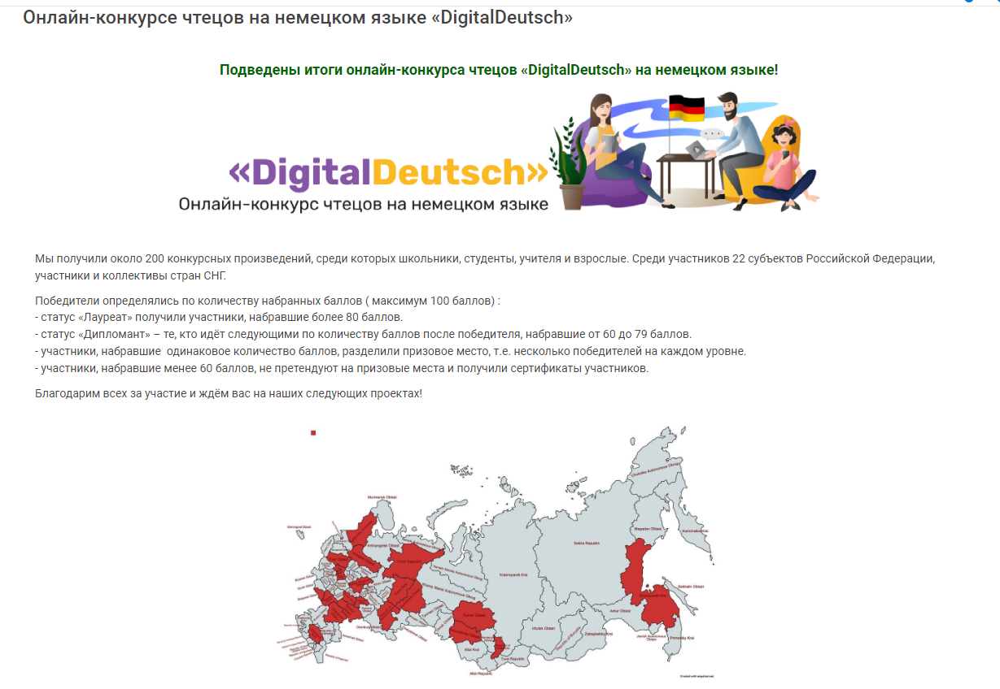 Онлайн-конкурсе чтецов на немецком языке «DigitalDeutsch»
Подведены итоги онлайн-конкурса чтецов «DigitalDeutsch» на немецком языке!
«DigitalDeutsch»
Онлайн-конкурс чтецов на немецком языке
Мы получили около 200 конкурсных произведений, среди которых школьники, студенты, учителя и взрослые. Среди участников 22 субъектов Российской Федерации,
участники и коллективы стран СНГ.
Победители определялись по количеству набранных баллов ( максимум 100 баллов) :
- статус «Лауреат» получили участники, набравшие более 80 баллов.
- статус «Дипломант» – те, кто идёт следующими по количеству баллов после победителя, набравшие от 60 до 79 баллов.
- участники, набравшие  одинаковое количество баллов, разделили призовое место, т.е. несколько победителей на каждом уровне.
- участники, набравшие менее 60 баллов, не претендуют на призовые места и получили сертификаты участников.
Благодарим всех за участие и ждём вас на наших следующих проектах!
Chukotka Autonomous Okrug
Murmansk Oblast
Kaliningrad Oblast
Magadan Oblast
Kamchatka Krai
Arkhangelsk Oblast
Sakha Republic
Komi Republic
Krasnoyarsk Krai
Khanty Mansi Autonomous Okrug
Sakhalin Oblast
Khabarovsk Krai
Amur Oblast
Tomsk Oblast
Irkutsk Oblast
Republic of Buryatia
Zabaykalsky Krai
Jewish Autonomous
Oblast
Primorsky Krai
Orenburg Oblast
Altai Krai
Tuva Republic
Altai Republic
Created with mapchart.net